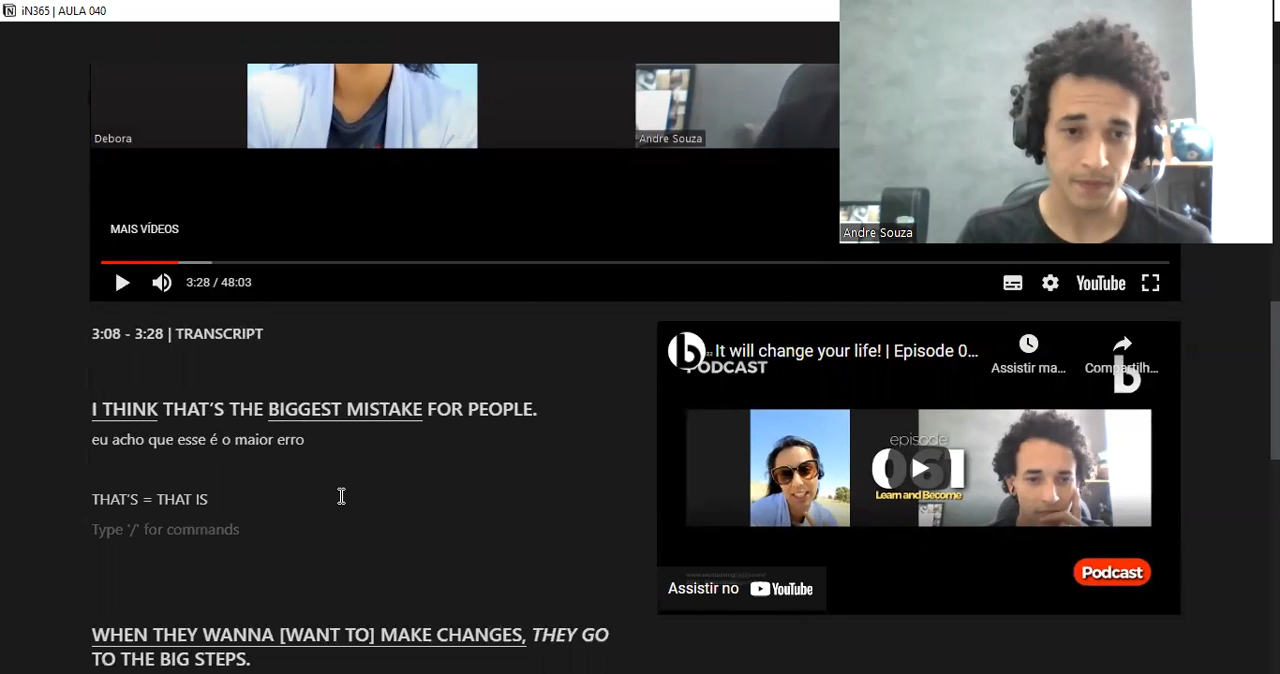 iN365 | AULA 040
Debora
Andre Souza
Andre Souza
MAIS VÍDEOS
3:28 / 48:03
YouTube
3:08 - 3:28 | TRANSCRIPT
I THINK THAT'S THE BIGGEST MISTAKE FOR PEOPLE.
eu acho que esse é o maior erro
THAT'S = THAT IS
Type '/' for commands
WHEN THEY WANNA [WANT TO] MAKE CHANGES, THEY GO
TO THE BIG STEPS.
b
It will change your life! | Episode 0...
PODCAST
Assistir ma...
Compartilh...
b
episode
061
Learn and Become
Podcast
Assistir no YouTube